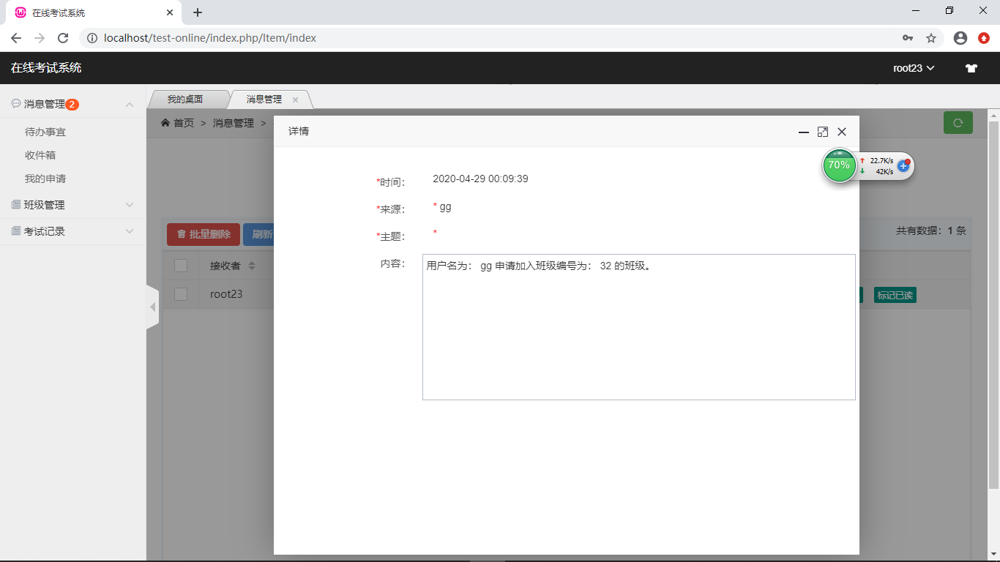 在线考试系统
localhost/test-online/index.php/Item/index
在线考试系统
root23
消息管理 2
待办事宜
收件箱
我的申请
班级管理
考试记录
我的桌面
消息管理
首页 > 消息管理 >
详情
70%
22.7K/s
42K/s
*时间： 2020-04-29 00:09:39
*来源： * gg
*主题： *
内容： 用户名为： gg 申请加入班级编号为： 32 的班级。
批量删除
刷新
共有数据：1 条
接收者
root23
标记已读